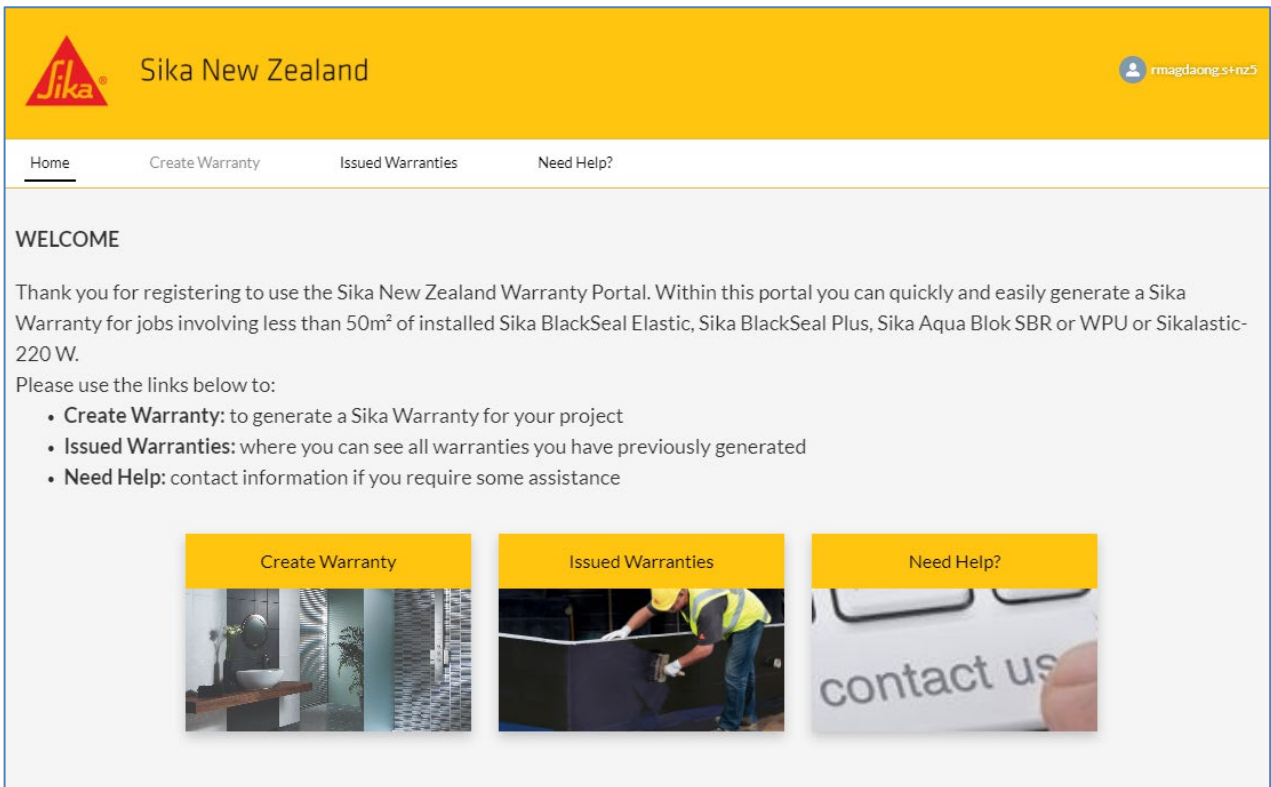 Sika®
Sika New Zealand
rmagdaong.s+nz5
Home
Create Warranty
Issued Warranties
Need Help?
WELCOME
Thank you for registering to use the Sika New Zealand Warranty Portal. Within this portal you can quickly and easily generate a Sika
Warranty for jobs involving less than 50m² of installed Sika BlackSeal Elastic, Sika BlackSeal Plus, Sika Aqua Blok SBR or WPU or Sikalastic-
220 W.
Please use the links below to:
• Create Warranty: to generate a Sika Warranty for your project
• Issued Warranties: where you can see all warranties you have previously generated
• Need Help: contact information if you require some assistance
Create Warranty
Issued Warranties
Need Help?
contact us